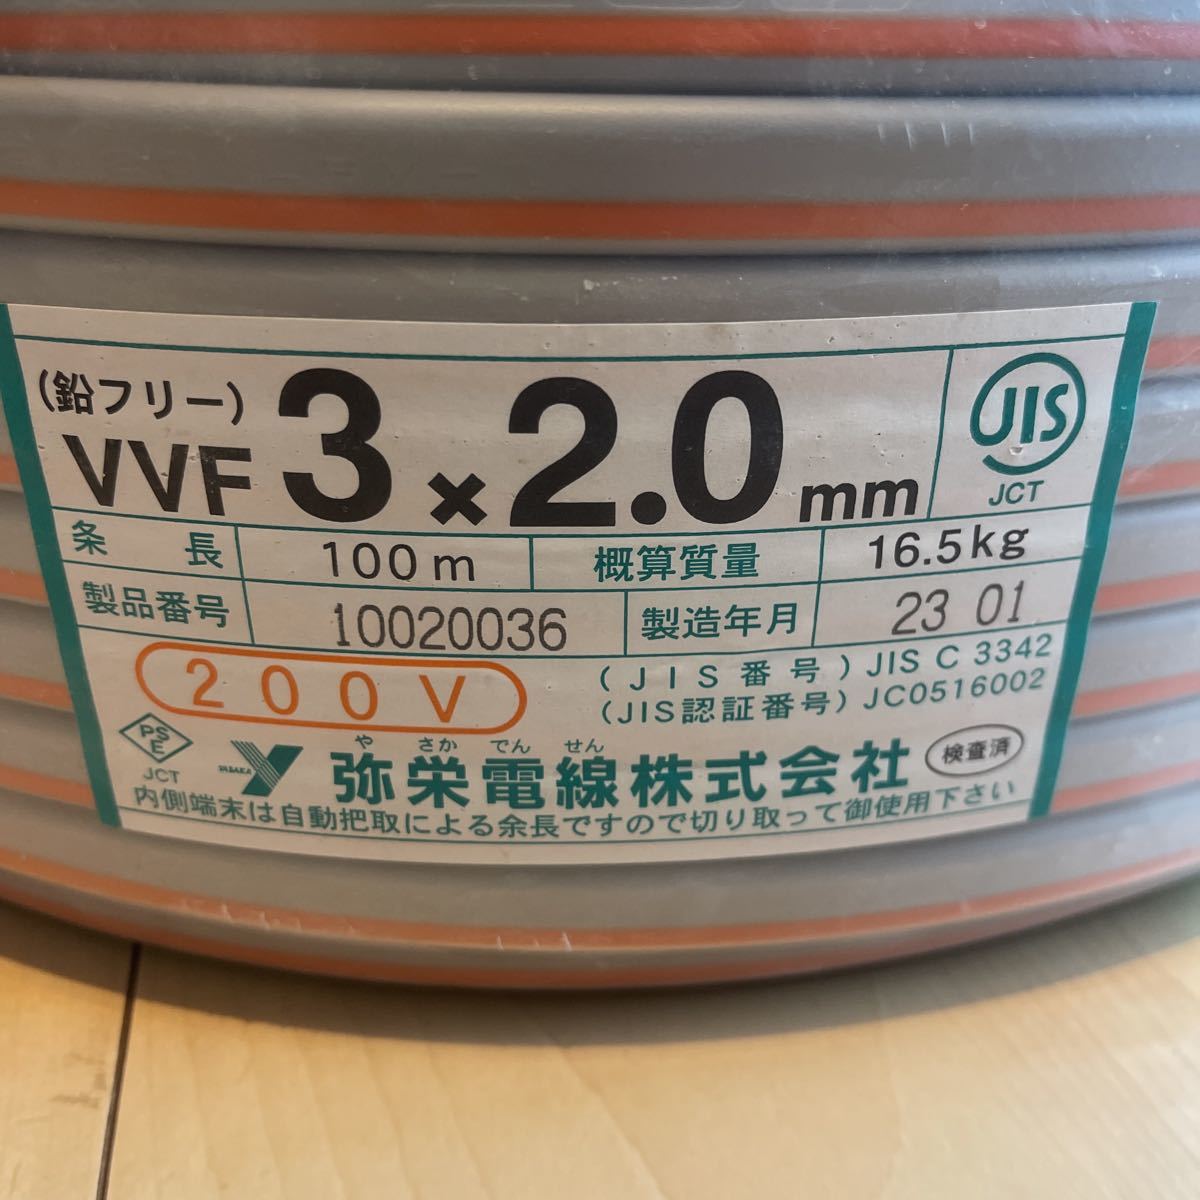 (鉛フリー)
VVF 3×2.0mm
JIS
JCT
条長 100m 概算質量 16.5kg
製品番号 10020036 製造年月 23 01
200V
(JIS番号) JIS C 3342
(JIS認証番号) JC0516002
PS
E
JCT
YASAKA
や さか でん せん
弥栄電線株式会社
検査済
内側端末は自動把取による余長ですので切り取って御使用下さい